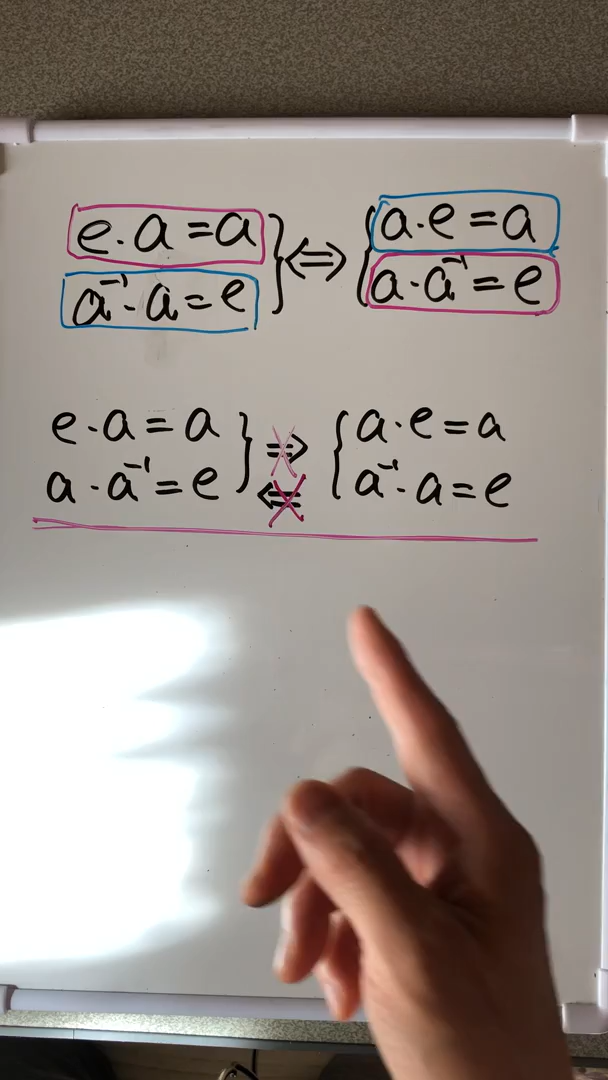 e · a = a } ⇔ { a · e = a
a⁻¹ · a = e } ⇔ { a · a⁻¹ = e
e · a = a } ⇒ { a · e = a
a · a⁻¹ = e } ⇐ { a⁻¹ · a = e